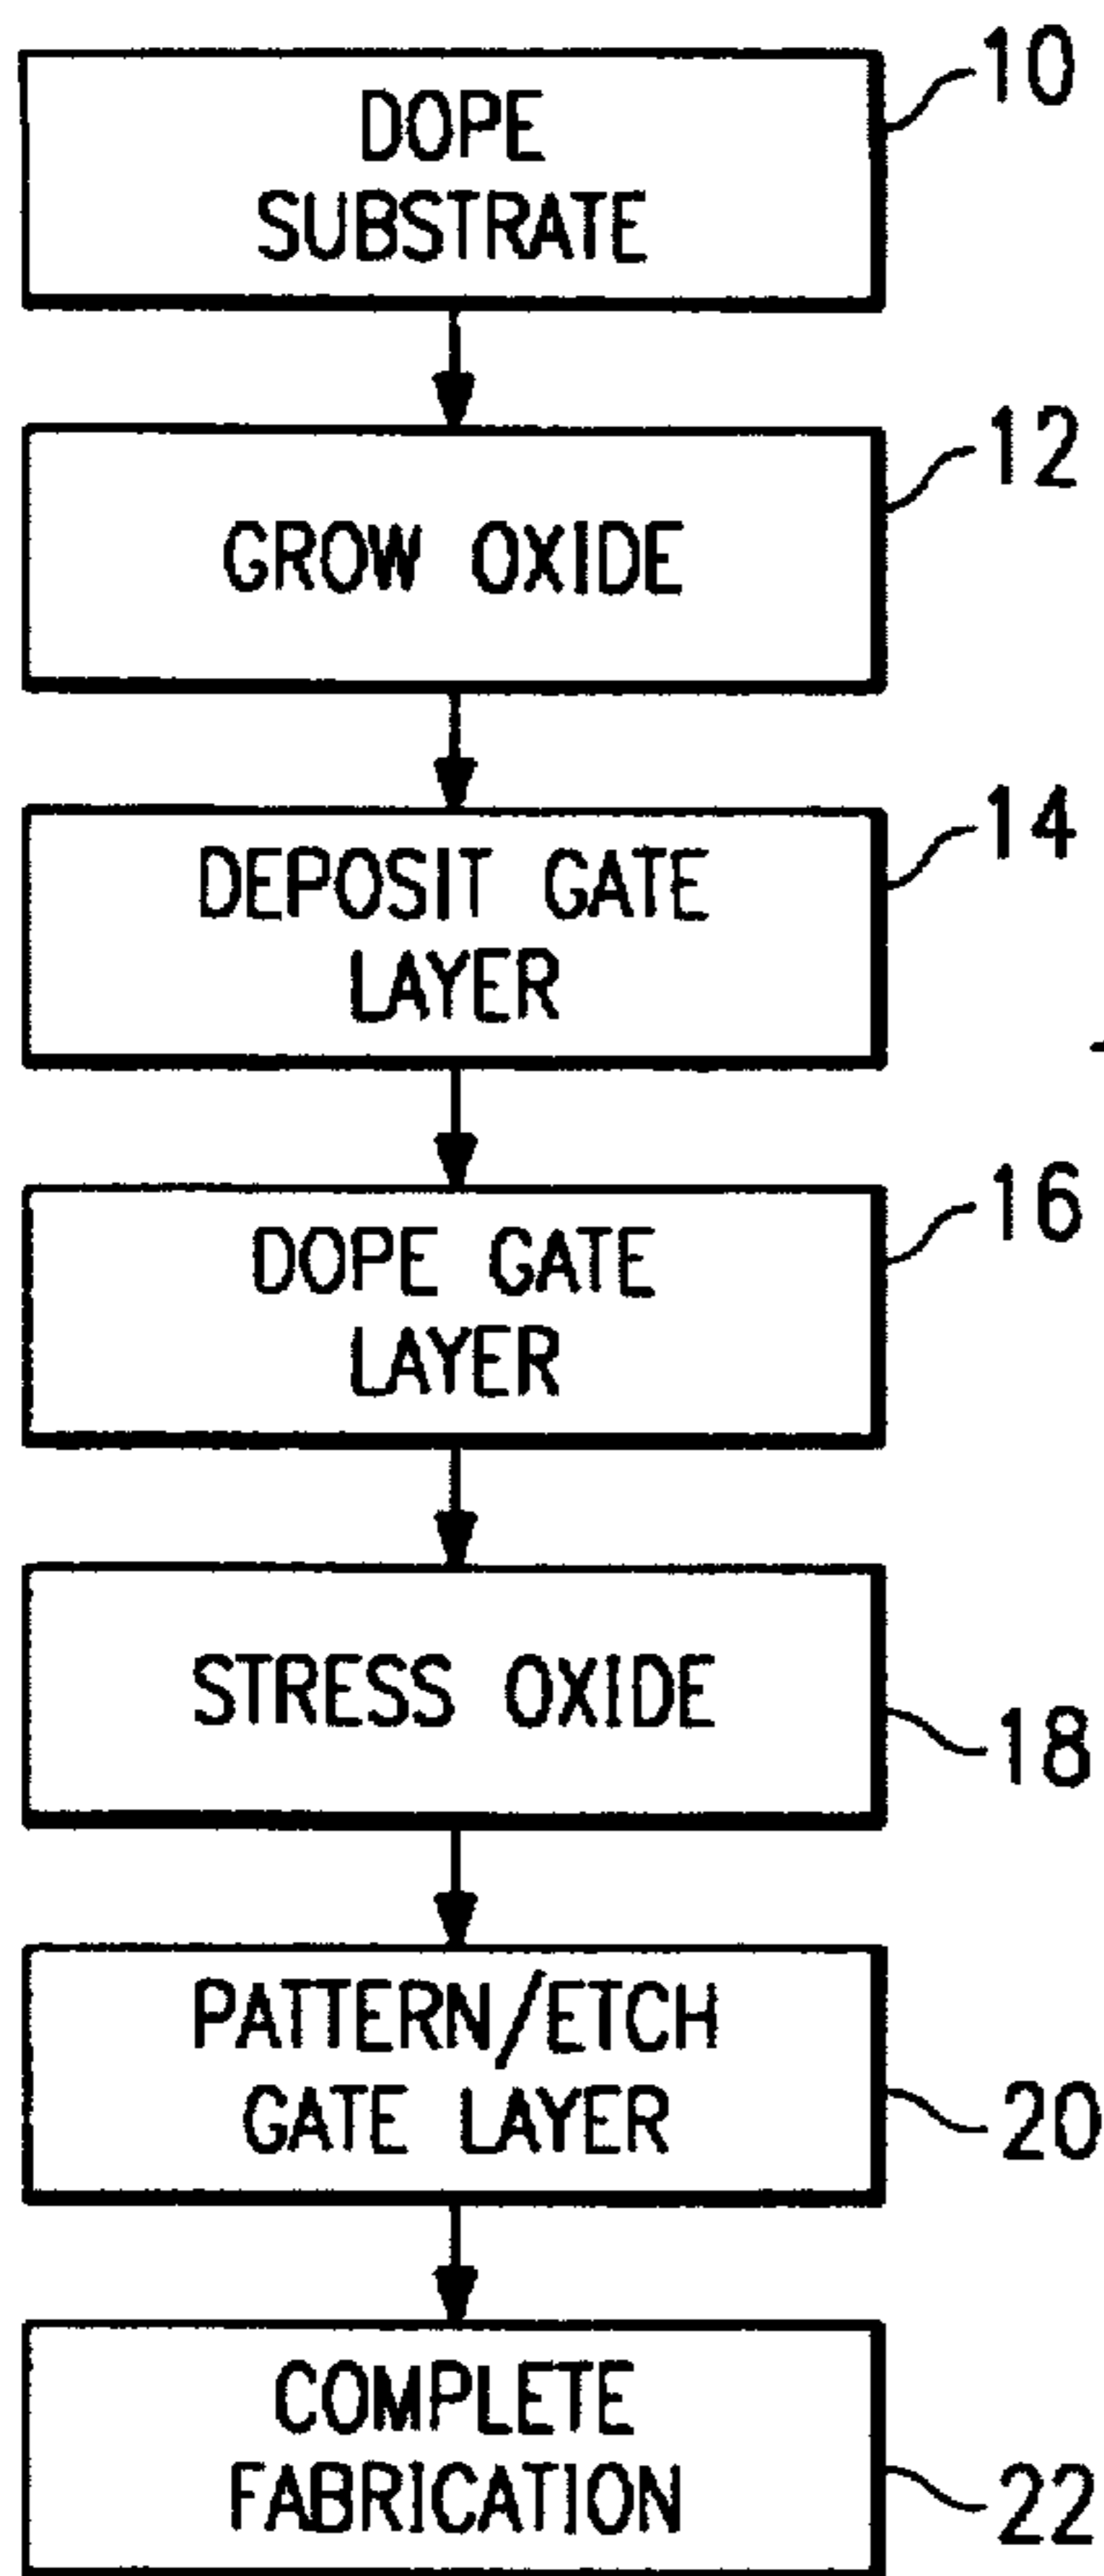 10
DOPE
SUBSTRATE
12
GROW OXIDE
14
DEPOSIT GATE
LAYER
16
DOPE GATE
LAYER
STRESS OXIDE
18
PATTERN/ETCH
GATE LAYER
20
COMPLETE
FABRICATION
22